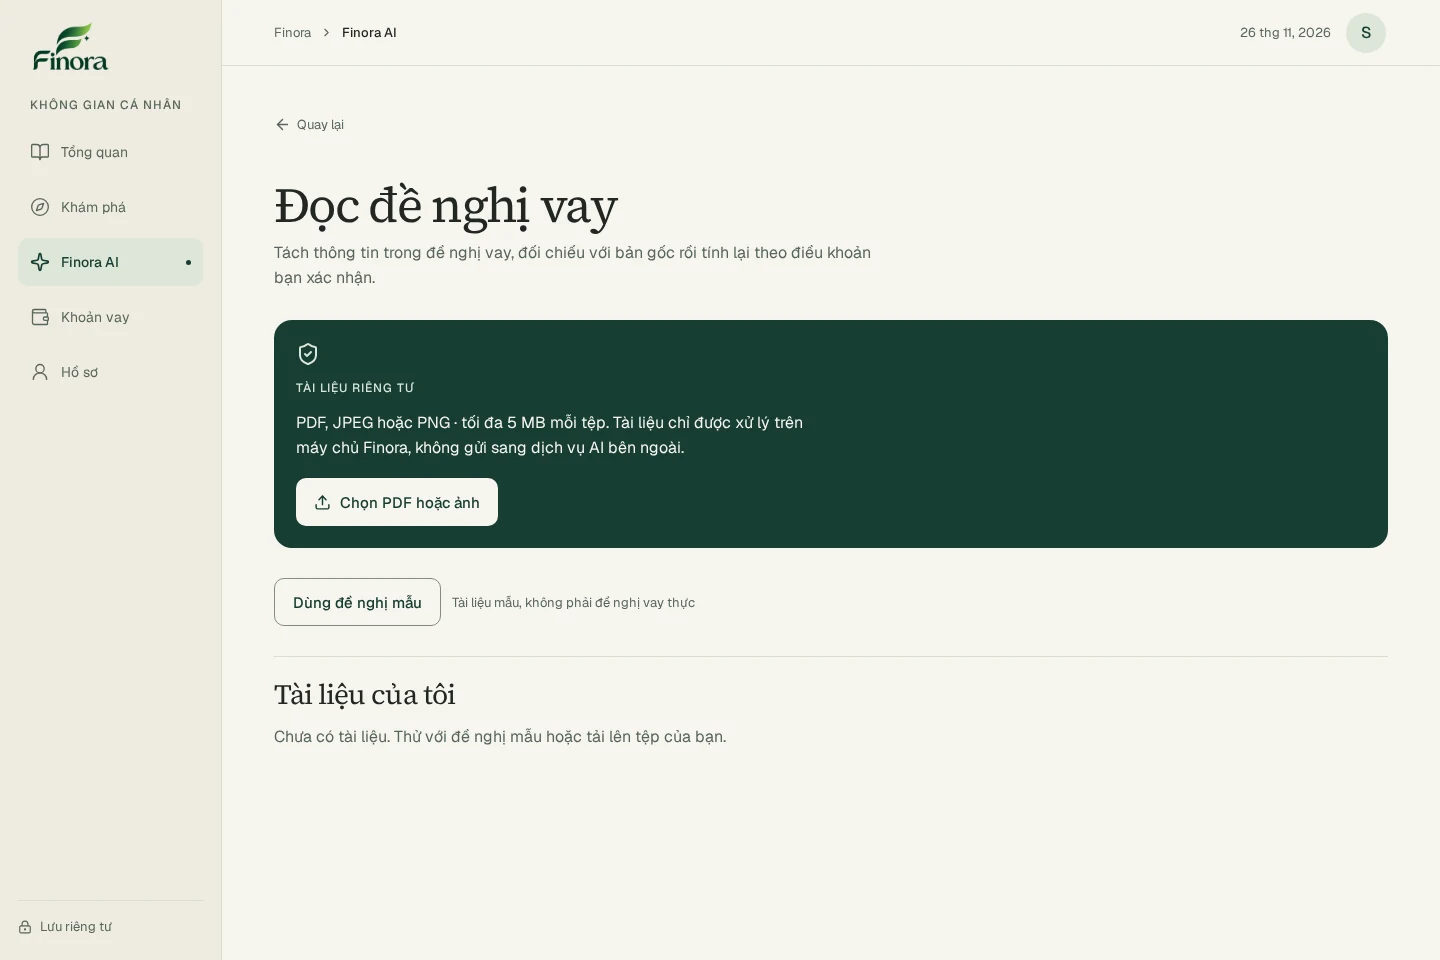 Finora
KHÔNG GIAN CÁ NHÂN
Tổng quan
Khám phá
Finora AI
Khoản vay
Hồ sơ
Lưu riêng tư
Finora > Finora AI
26 thg 11, 2026
S
Quay lại
Đọc đề nghị vay
Tách thông tin trong đề nghị vay, đối chiếu với bản gốc rồi tính lại theo điều khoản
bạn xác nhận.
TÀI LIỆU RIÊNG TƯ
PDF, JPEG hoặc PNG · tối đa 5 MB mỗi tệp. Tài liệu chỉ được xử lý trên
máy chủ Finora, không gửi sang dịch vụ AI bên ngoài.
Chọn PDF hoặc ảnh
Dùng đề nghị mẫu
Tài liệu mẫu, không phải đề nghị vay thực
Tài liệu của tôi
Chưa có tài liệu. Thử với đề nghị mẫu hoặc tải lên tệp của bạn.